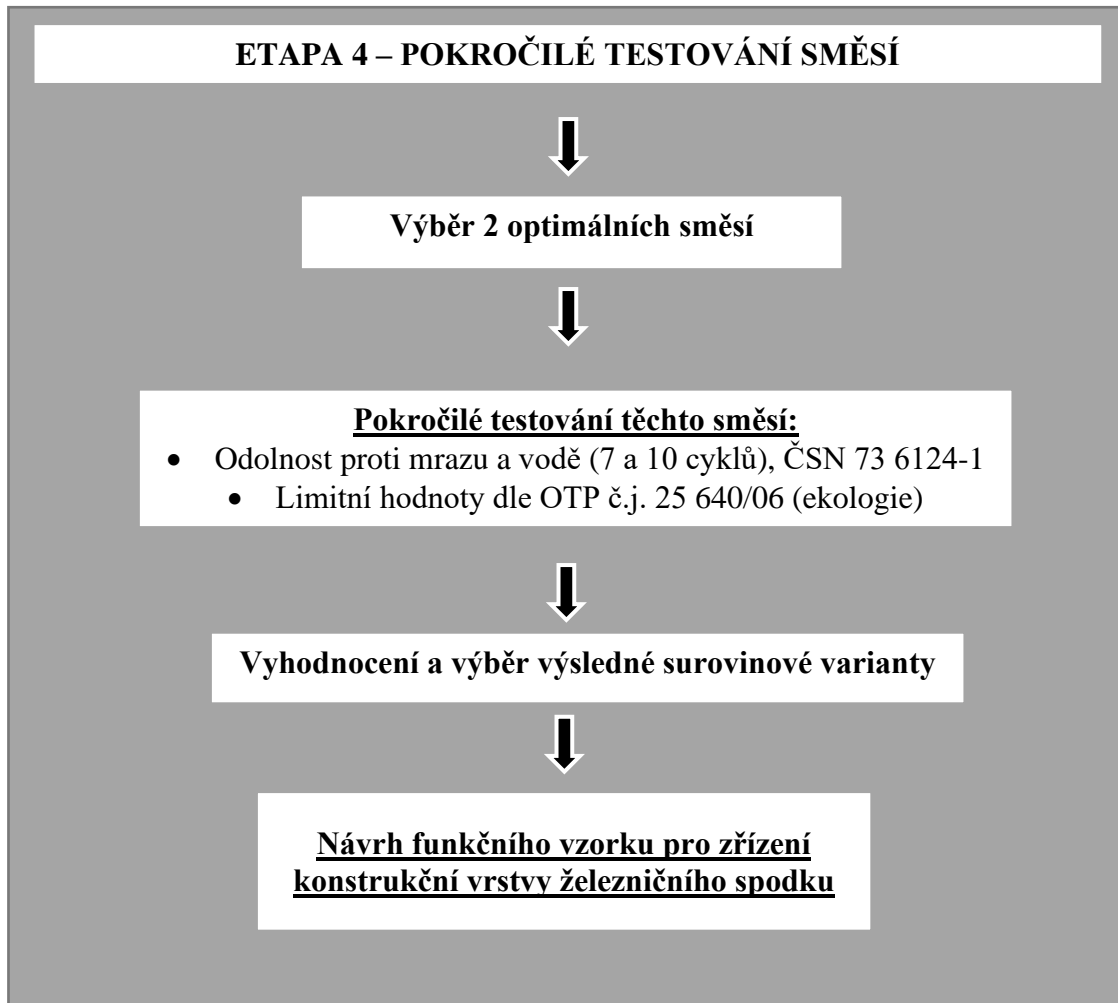 ETAPA 4 – POKROČILÉ TESTOVÁNÍ SMĚSÍ
Výběr 2 optimálních směsí
Pokročilé testování těchto směsí:
• Odolnost proti mrazu a vodě (7 a 10 cyklů), ČSN 73 6124-1
• Limitní hodnoty dle OTP č.j. 25 640/06 (ekologie)
Vyhodnocení a výběr výsledné surovinové varianty
Návrh funkčního vzorku pro zřízení
konstrukční vrstvy železničního spodku